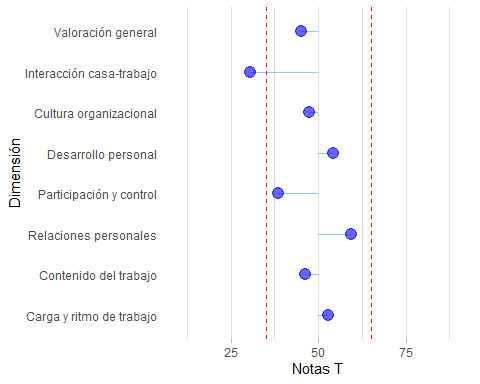 Valoración general
Interacción casa-trabajo
Cultura organizacional
Desarrollo personal
Participación y control
Relaciones personales
Contenido del trabajo
Carga y ritmo de trabajo
Dimensión
25 50 75
Notas T